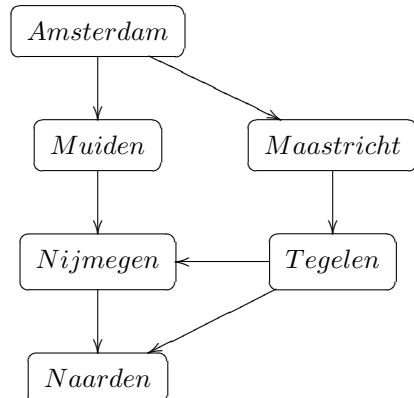 Amsterdam
Muiden
Maastricht
Nijmegen
Tegelen
Naarden